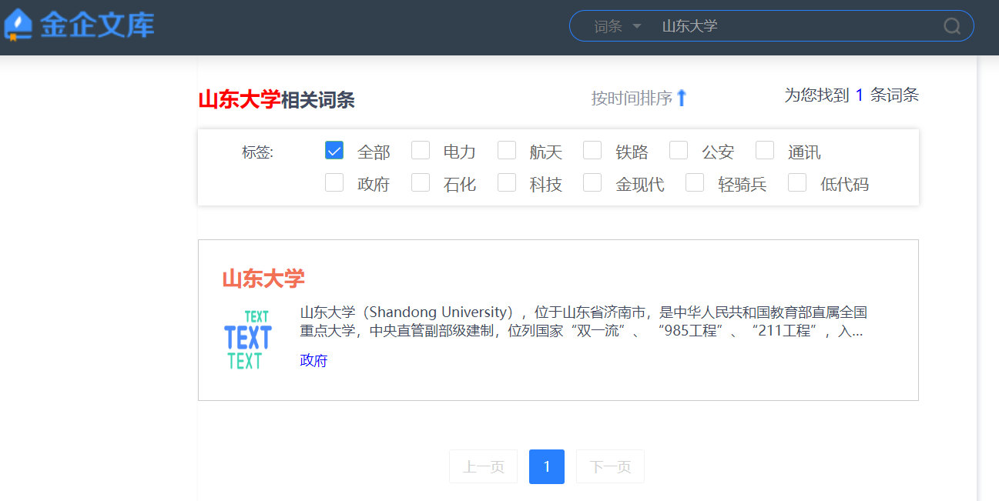 金企文库
词条 山东大学
山东大学相关词条
按时间排序
为您找到 1 条词条
标签: 全部 电力 航天 铁路 公安 通讯
政府 石化 科技 金现代 轻骑兵 低代码
山东大学
TEXT
TEXT
TEXT
山东大学（Shandong University），位于山东省济南市，是中华人民共和国教育部直属全国
重点大学，中央直管副部级建制，位列国家“双一流”、 “985工程”、 “211工程”，入...
政府
上一页 1 下一页